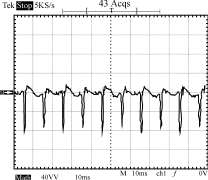 Tek Stop 5KS/s 43 Acqs
Math 40VV 10ms M 10ms ch1 f 0V